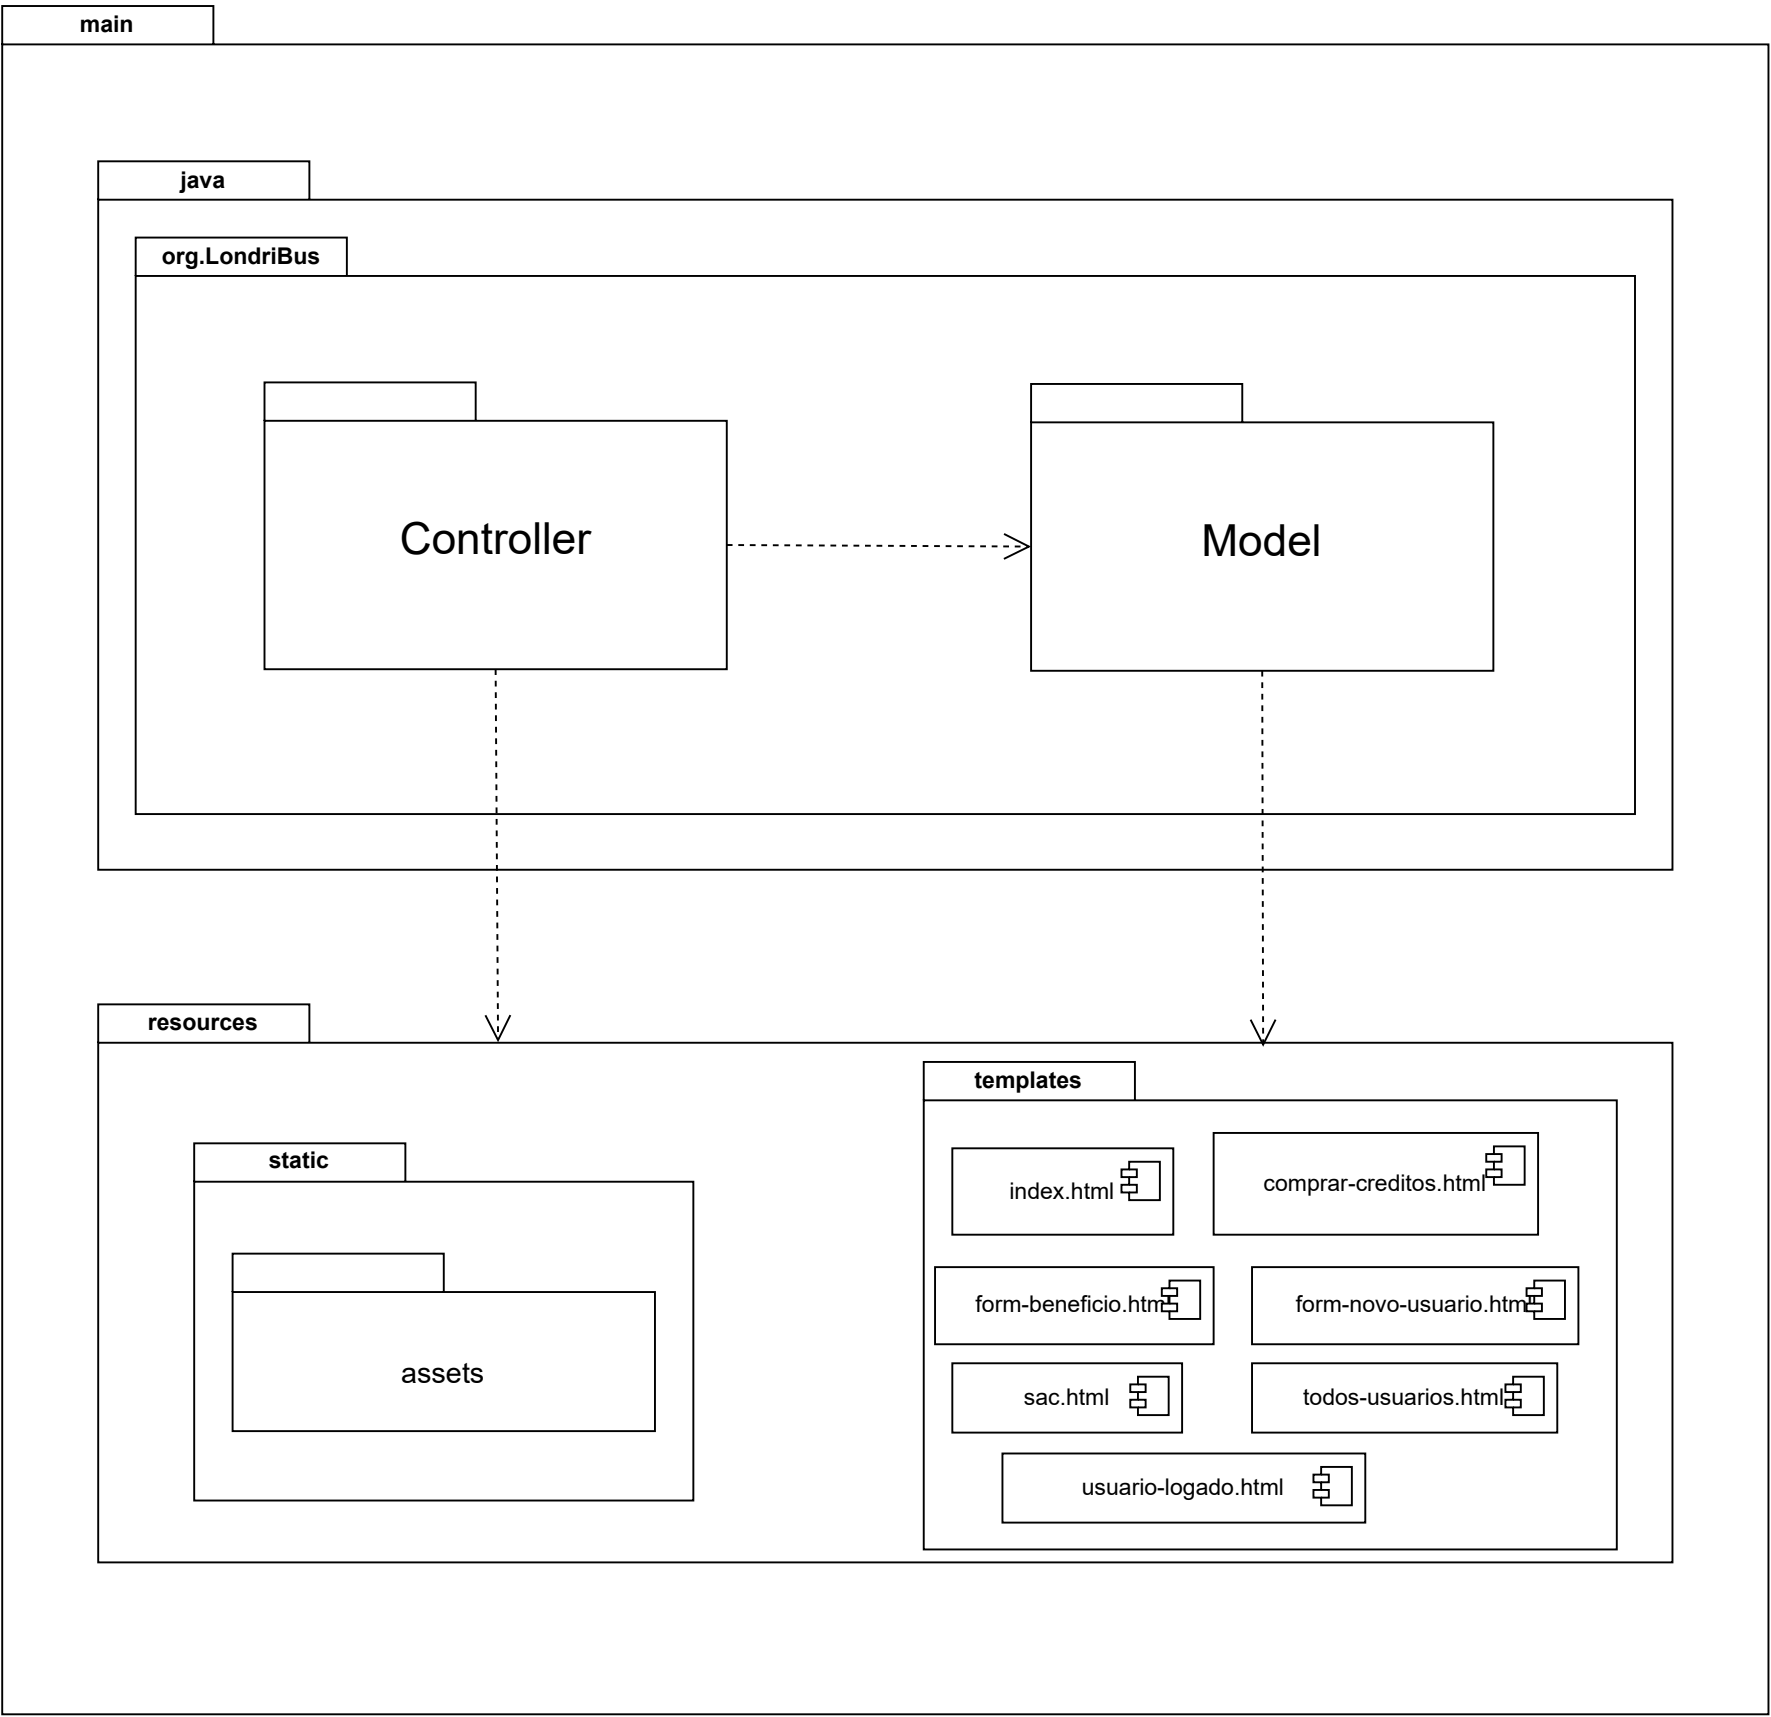 main
java
org.LondriBus
Controller
Model
resources
templates
static
index.html
comprar-creditos.html
form-beneficio.html
form-novo-usuario.html
assets
sac.html
todos-usuarios.html
usuario-logado.html